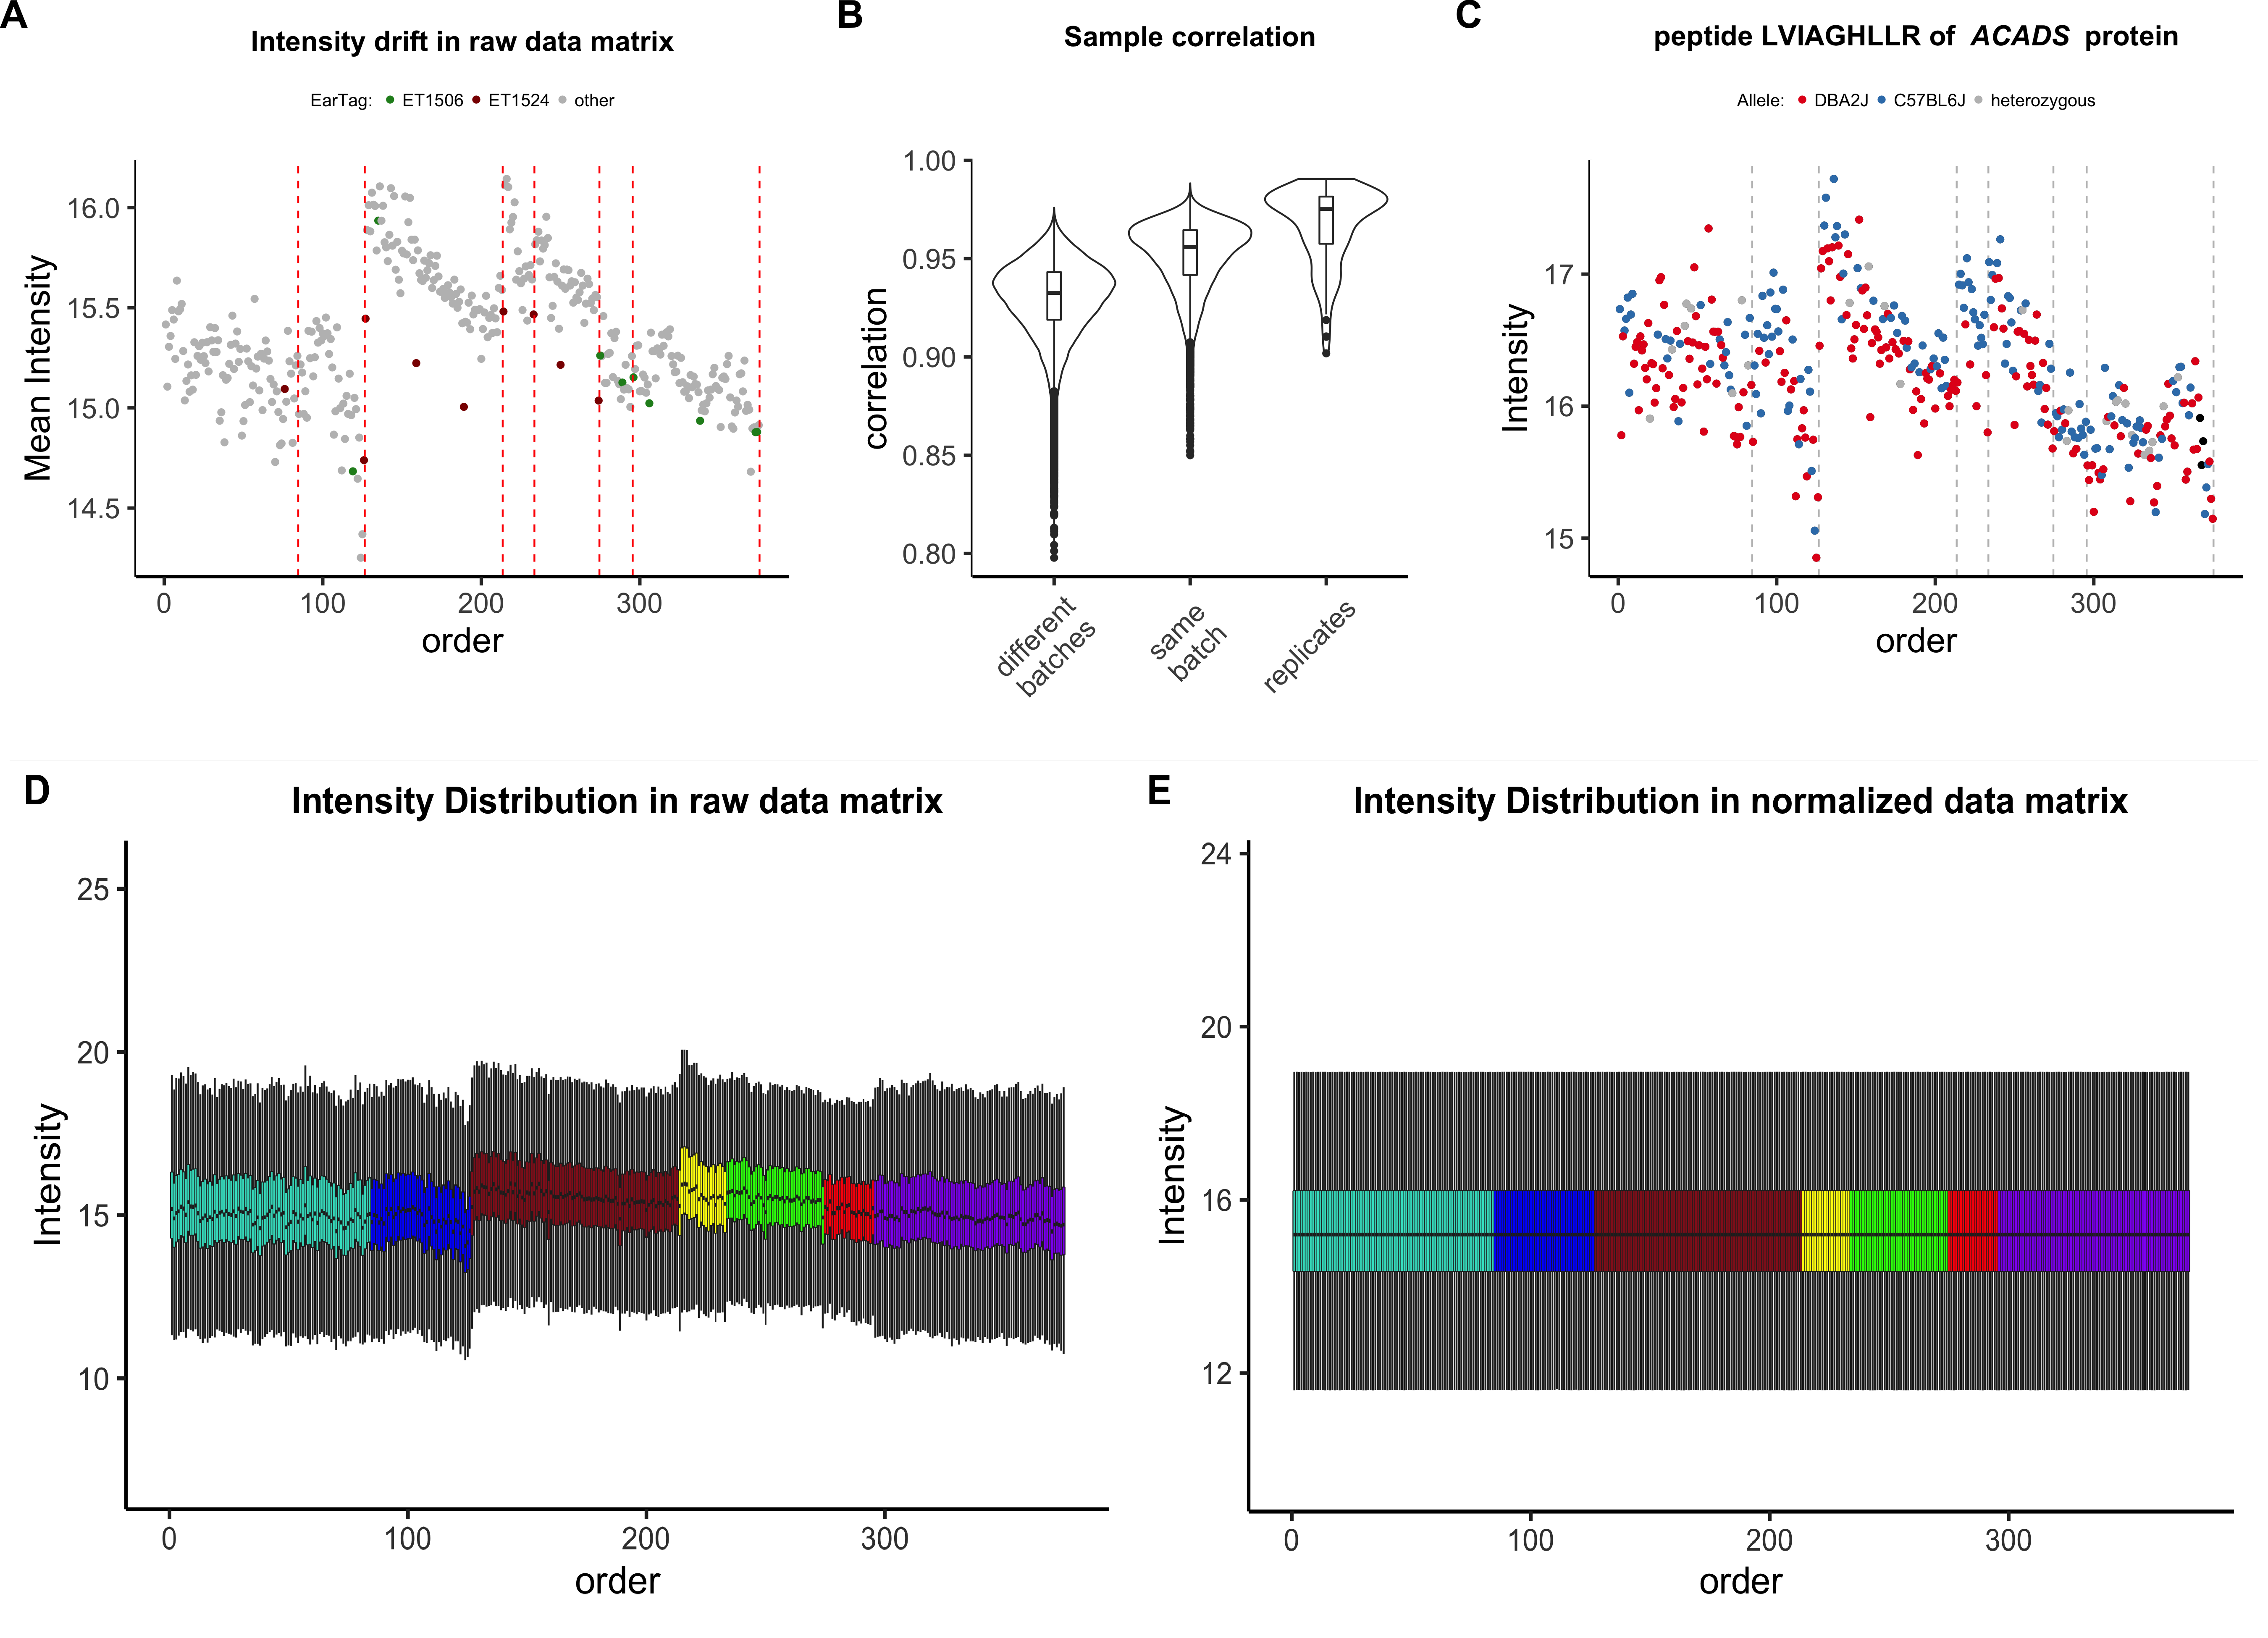 A
Intensity drift in raw data matrix
EarTag: ET1506 ET1524 other
Mean Intensity
16.0
15.5
15.0
14.5
0 100 200 300
order
B
Sample correlation
correlation
1.00
0.95
0.90
0.85
0.80
different
batches
same
batch
replicates
C
peptide LVIAGHLLR of ACADS protein
Allele: DBA2J C57BL6J heterozygous
Intensity
17
16
15
0 100 200 300
order
D
Intensity Distribution in raw data matrix
Intensity
25
20
15
10
0 100 200 300
order
E
Intensity Distribution in normalized data matrix
Intensity
24
20
16
12
0 100 200 300
order